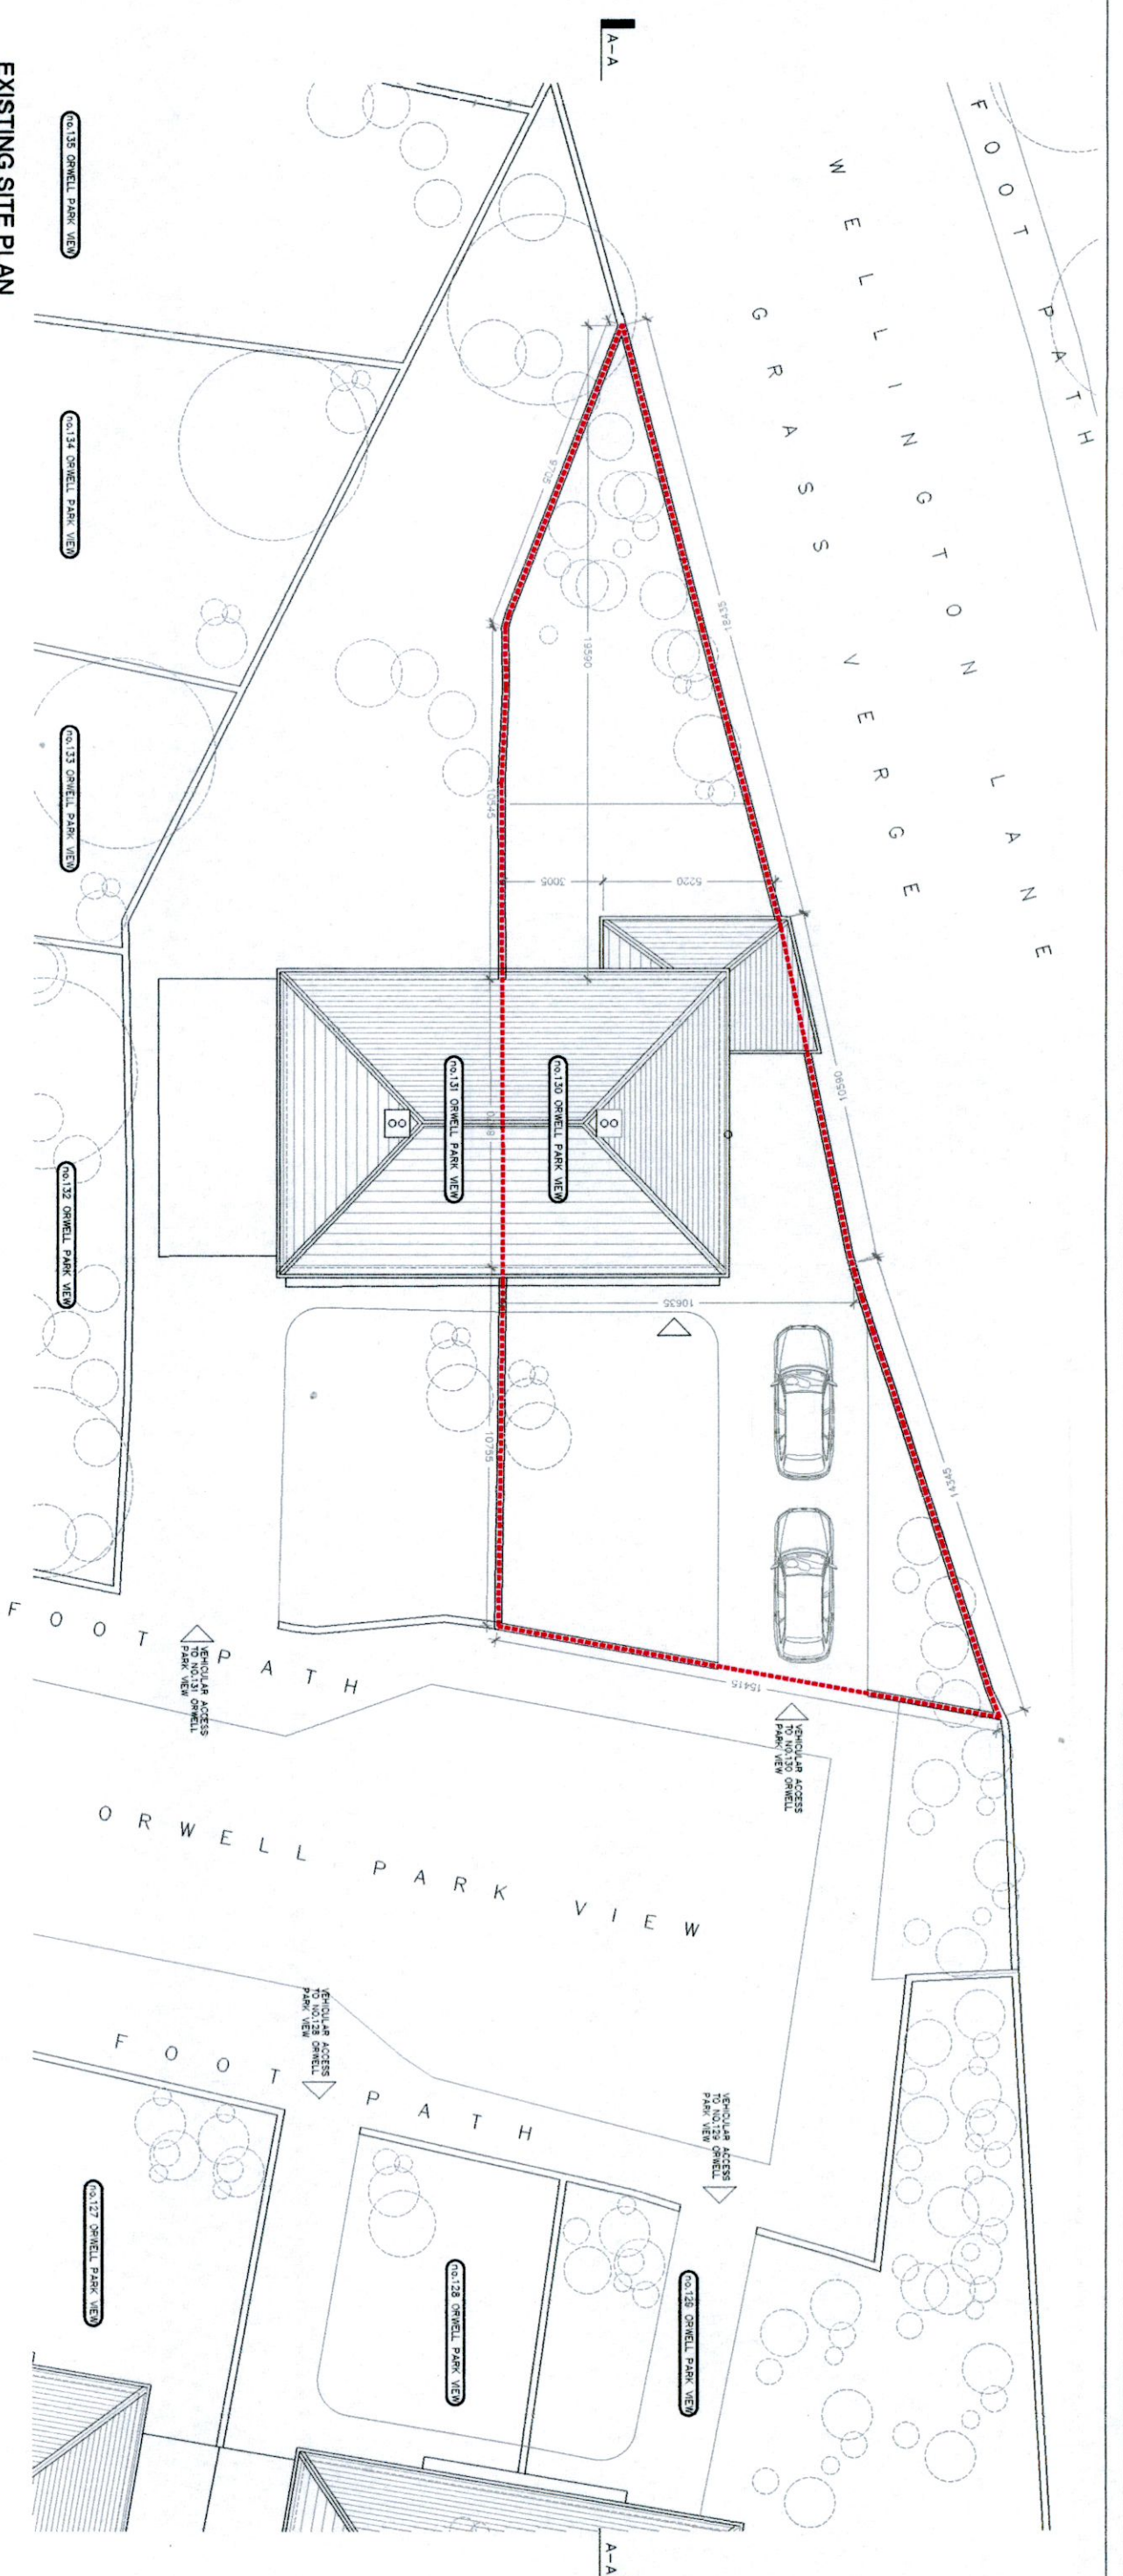 EXISTING SITE PLAN
A-A
FOOT PATH
WELLINGTON LANE
GRASS VERGE
no.135 ORWELL PARK VIEW
no.134 ORWELL PARK VIEW
no.133 ORWELL PARK VIEW
no.132 ORWELL PARK VIEW
no.131 ORWELL PARK VIEW
no.130 ORWELL PARK VIEW
9705
18435
19590
10545
3005
5220
10590
10635
14345
10755
15415
FOOT PATH
VEHICULAR ACCESS
TO NO.131 ORWELL
PARK VIEW
VEHICULAR ACCESS
TO NO.130 ORWELL
PARK VIEW
ORWELL PARK VIEW
VEHICULAR ACCESS
TO NO.128 ORWELL
PARK VIEW
VEHICULAR ACCESS
TO NO.129 ORWELL
PARK VIEW
FOOT PATH
no.127 ORWELL PARK VIEW
no.128 ORWELL PARK VIEW
no.129 ORWELL PARK VIEW
A-A